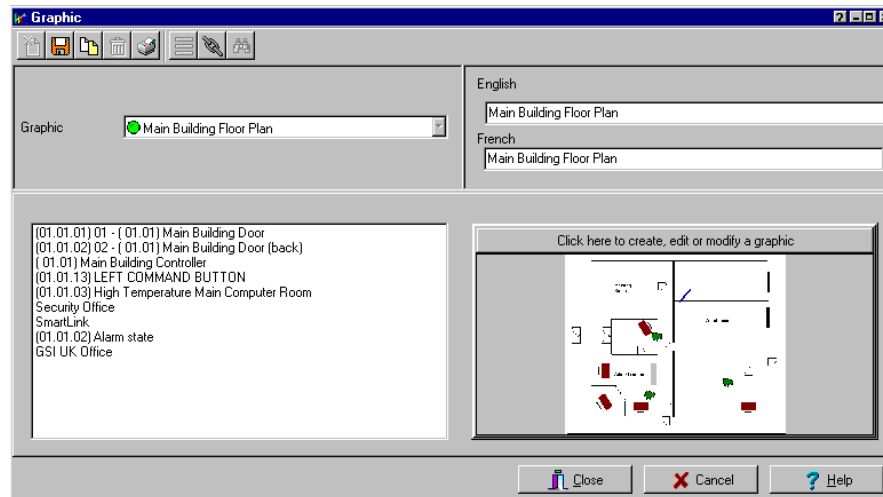 Graphic
English
Main Building Floor Plan
Graphic
Main Building Floor Plan
French
Main Building Floor Plan
(01.01.01) 01 - ( 01.01) Main Building Door
(01.01.02) 02 - ( 01.01) Main Building Door (back)
( 01.01) Main Building Controller
(01.01.13) LEFT COMMAND BUTTON
(01.01.03) High Temperature Main Computer Room
Security Office
SmartLink
(01.01.02) Alarm state
GSI UK Office
Click here to create, edit or modify a graphic
Close
Cancel
Help